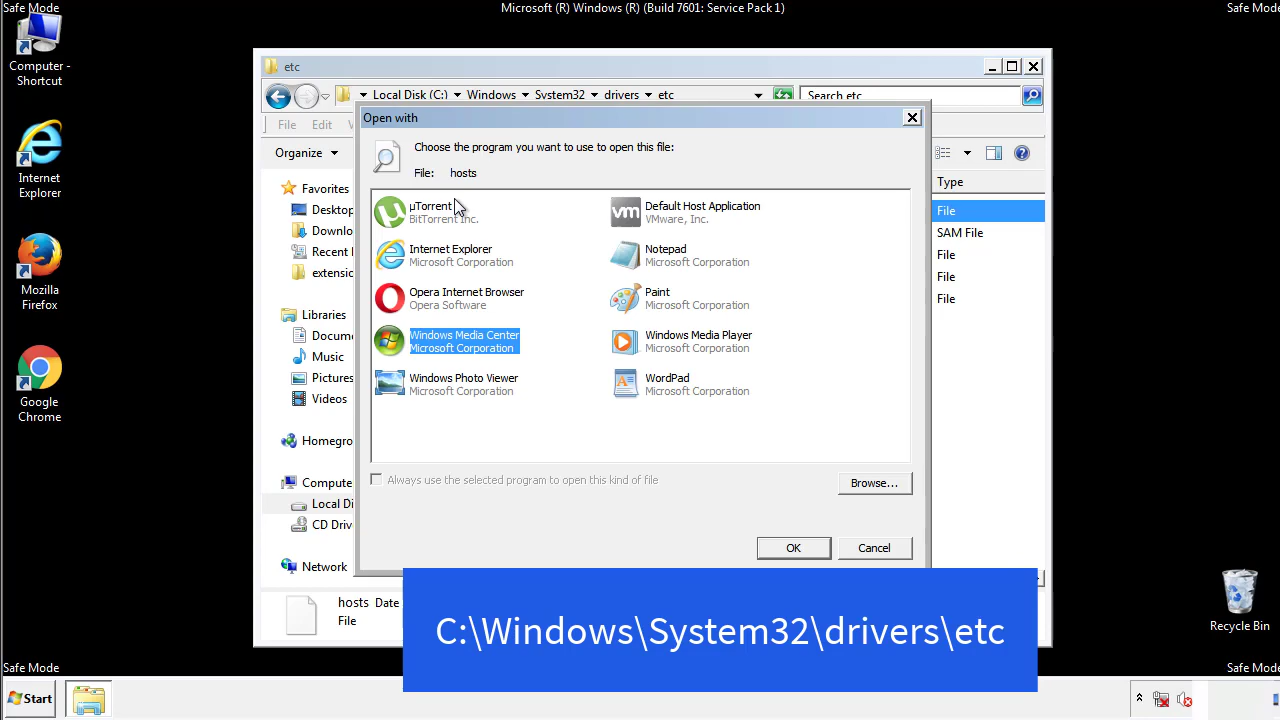 Safe Mode
Microsoft (R) Windows (R) (Build 7601: Service Pack 1)
Safe Mode
Computer -
Shortcut
Internet
Explorer
Mozilla
Firefox
Google
Chrome
etc
Local Disk (C:) Windows System32 drivers etc
Search etc
File Edit
Organize
Favorites
Desktop
Downlo
Recent
extensio
Libraries
Docume
Music
Pictures
Videos
Homegro
Compute
Local Di
CD Driv
Network
Type
File
SAM File
File
File
File
Open with
Choose the program you want to use to open this file:
File: hosts
µTorrent
BitTorrent Inc.
Default Host Application
VMware, Inc.
Internet Explorer
Microsoft Corporation
Notepad
Microsoft Corporation
Opera Internet Browser
Opera Software
Paint
Microsoft Corporation
Windows Media Center
Microsoft Corporation
Windows Media Player
Microsoft Corporation
Windows Photo Viewer
Microsoft Corporation
WordPad
Microsoft Corporation
Always use the selected program to open this kind of file
Browse...
OK
Cancel
hosts Date
File
C:\Windows\System32\drivers\etc
Recycle Bin
Safe Mode
Safe Mode
Start